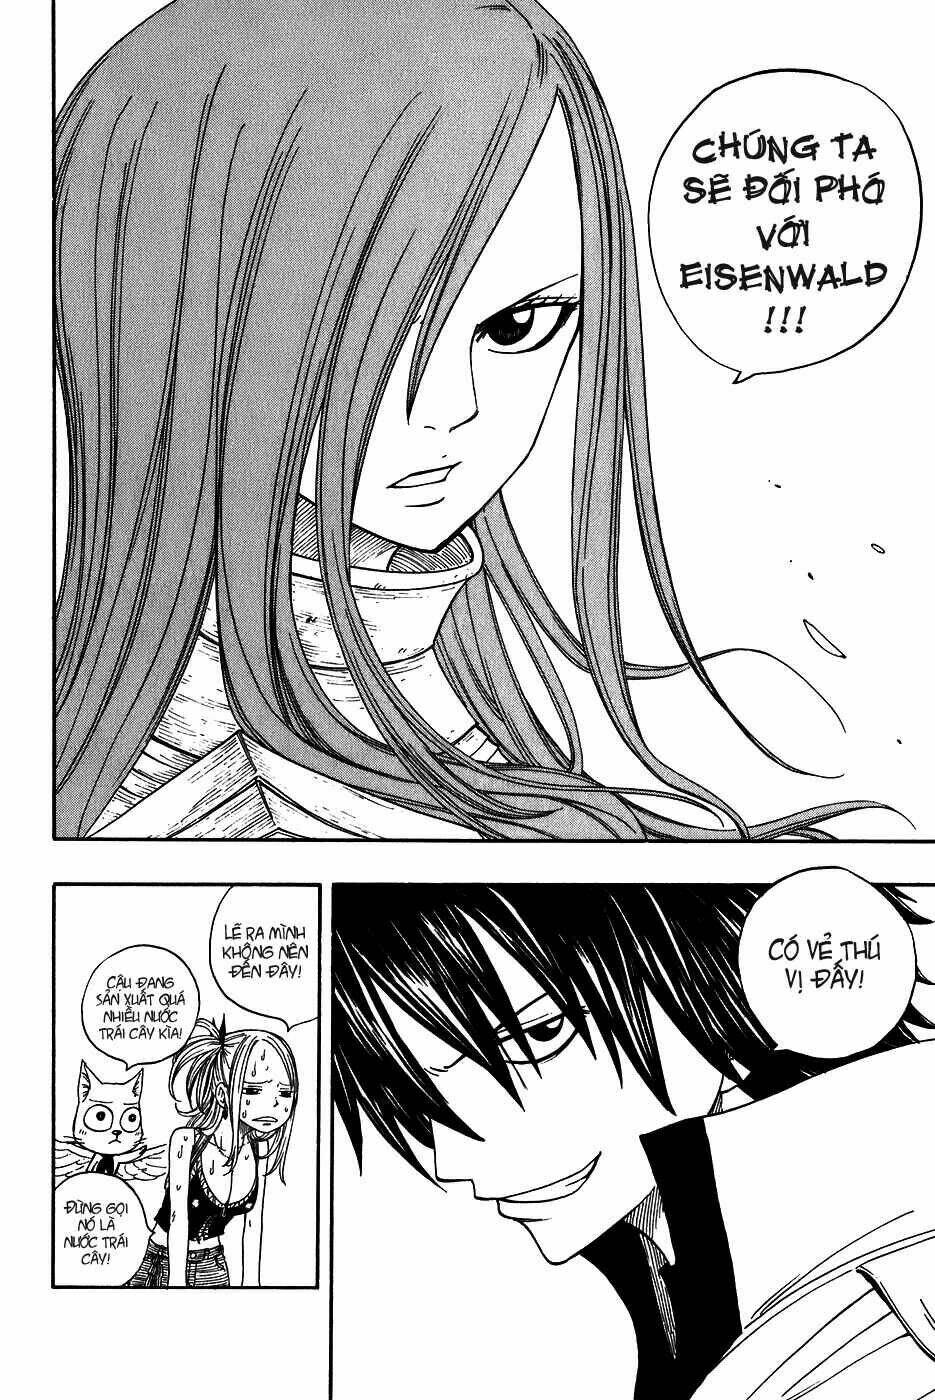 CHÚNG TA
SẼ ĐỐI PHÓ
VỚI
EISENWALD
!!!
CÓ VẺ THÚ
VỊ ĐẤY!
LẼ RA MÌNH
KHÔNG NÊN
ĐẾN ĐÂY!
CẬU ĐANG
SẢN XUẤT QUÁ
NHIỀU NƯỚC
TRÁI CÂY KÌA!
ĐỪNG GỌI
NÓ LÀ
NƯỚC TRÁI
CÂY!